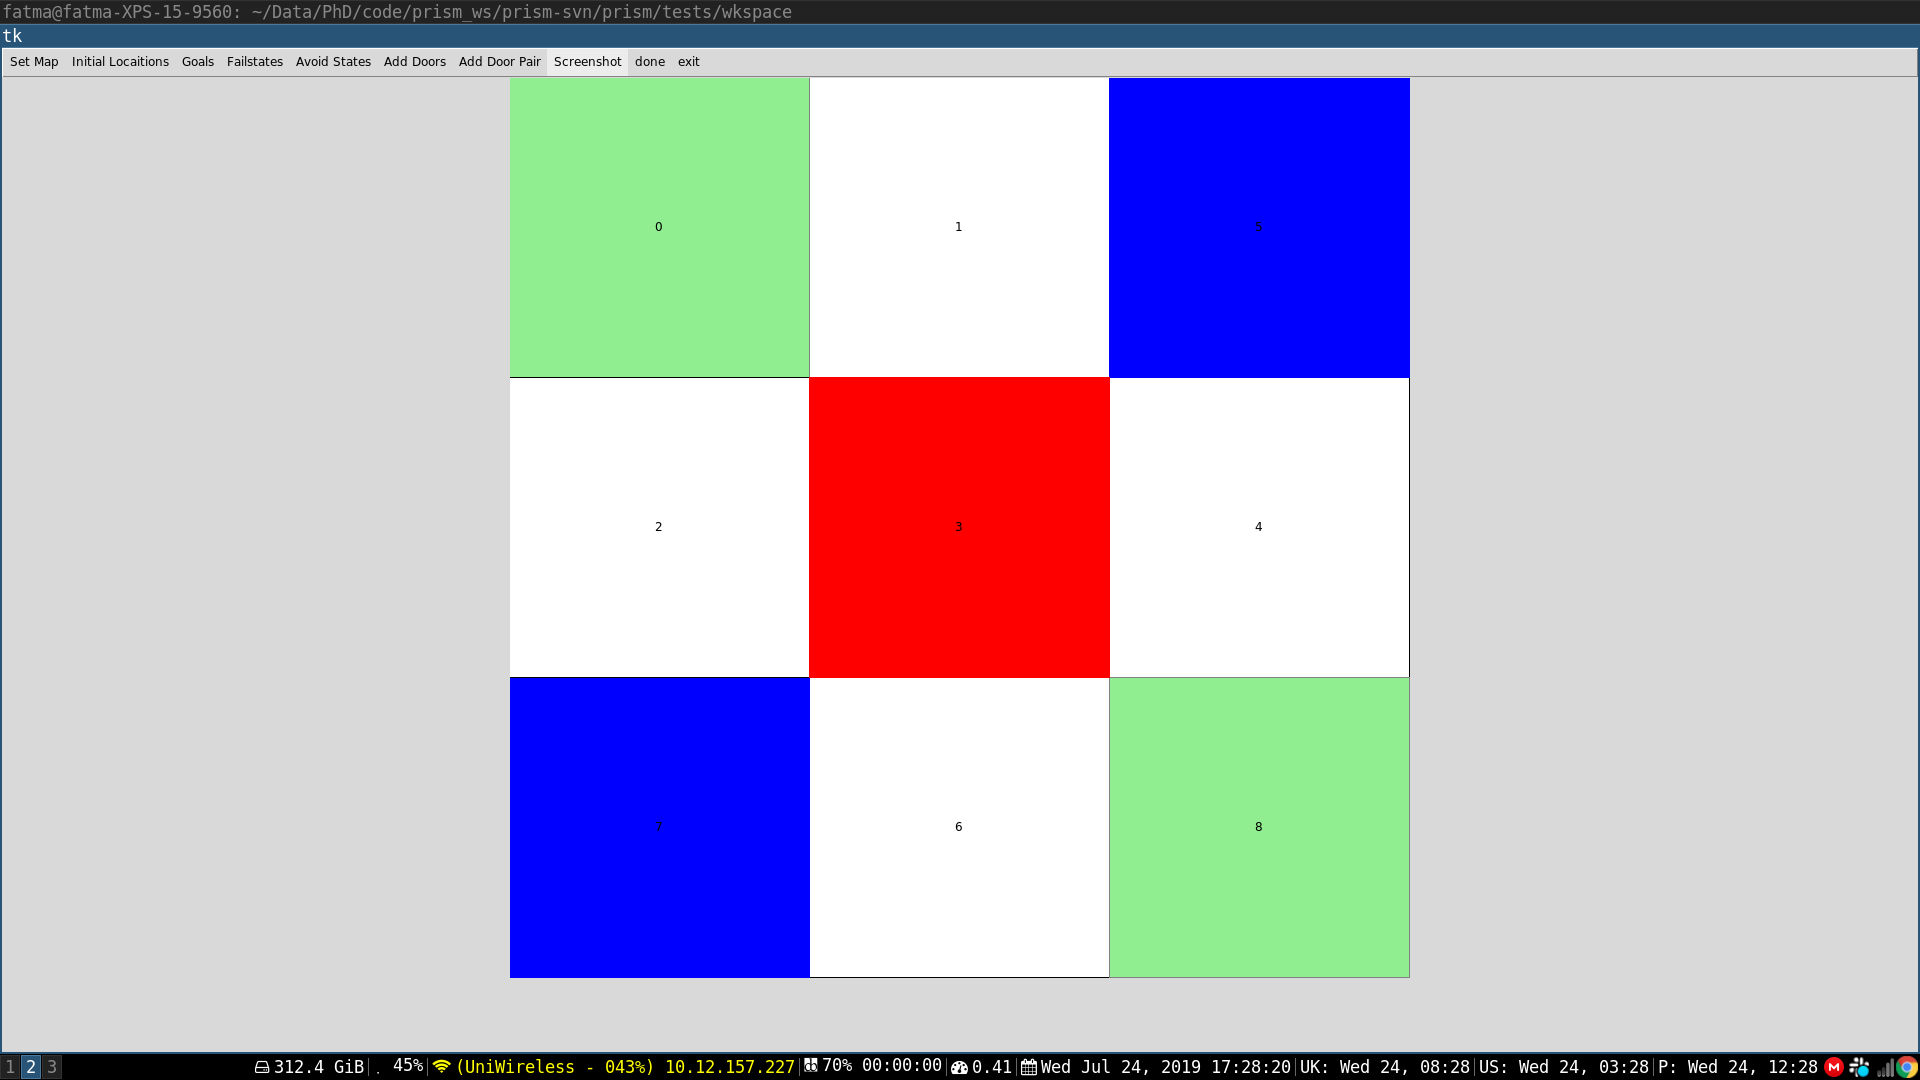 fatma@fatma-XPS-15-9560: ~/Data/PhD/code/prism_ws/prism-svn/prism/tests/wkspace
tk
Set Map Initial Locaitions Goals Failstates Avoid States Add Doors Add Door Pair Screenshot done exit
0 1 5
2 3 4
7 6 8
1 2 3 312.4 GiB| . 45%| (UniWireless - 043%) 10.12.157.227| 70% 00:00:00| 0.41| Wed Jul 24, 2019 17:28:20|UK: Wed 24, 08:28|US: Wed 24, 03:28|P: Wed 24, 12:28 M